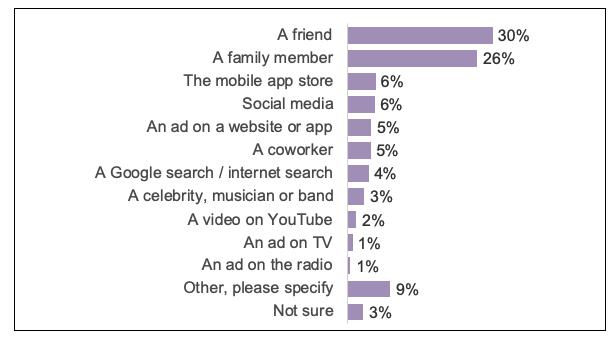 A friend 30%
A family member 26%
The mobile app store 6%
Social media 6%
An ad on a website or app 5%
A coworker 5%
A Google search / internet search 4%
A celebrity, musician or band 3%
A video on YouTube 2%
An ad on TV 1%
An ad on the radio 1%
Other, please specify 9%
Not sure 3%